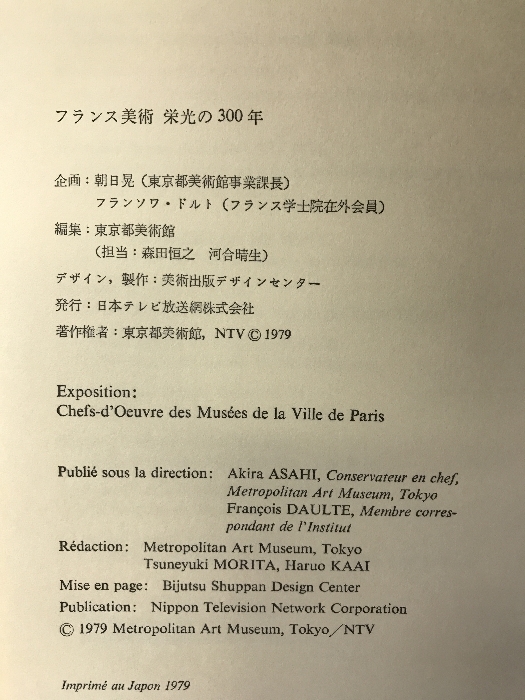 フランス美術 栄光の300年
企画：朝日晃（東京都美術館事業課長）
フランソワ・ドルト（フランス学士院在外会員）
編集：東京都美術館
（担当：森田恒之　河合晴生）
デザイン，製作：美術出版デザインセンター
発行：日本テレビ放送網株式会社
著作権者：東京都美術館，NTV © 1979
Exposition:
Chefs-d'Oeuvre des Musées de la Ville de Paris
Publié sous la direction: Akira ASAHI, Conservateur en chef,
Metropolitan Art Museum, Tokyo
François DAULTE, Membre corres-
pondant de l'Institut
Rédaction: Metropolitan Art Museum, Tokyo
Tsuneyuki MORITA, Haruo KAAI
Mise en page: Bijutsu Shuppan Design Center
Publication: Nippon Television Network Corporation
© 1979 Metropolitan Art Museum, Tokyo／NTV
Imprimé au Japon 1979